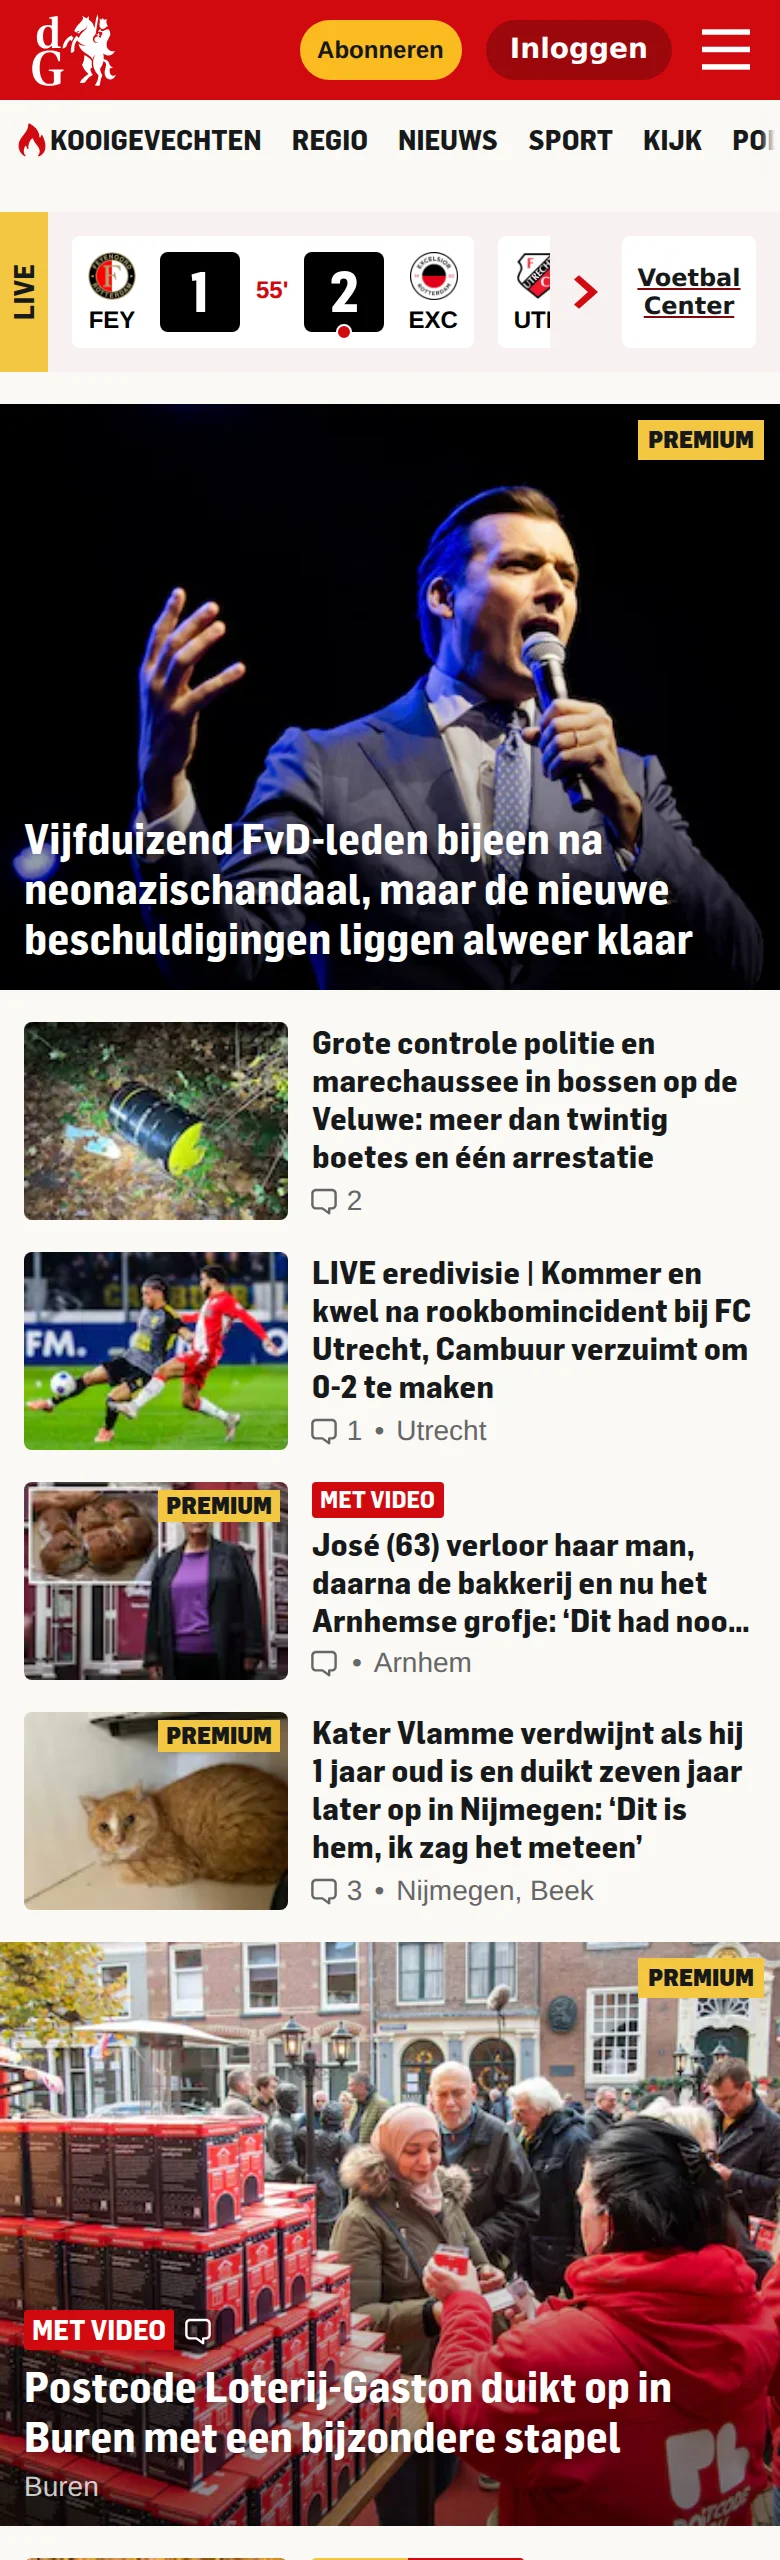 dG
Abonneren
Inloggen
KOOIGEVECHTEN REGIO NIEUWS SPORT KIJK
LIVE
FEY
1
55'
2
EXC
UTR
Voetbal
Center
PREMIUM
Vijfduizend FvD-leden bijeen na
neonazischandaal, maar de nieuwe
beschuldigingen liggen alweer klaar
Grote controle politie en
marechaussee in bossen op de
Veluwe: meer dan twintig
boetes en één arrestatie
2
LIVE eredivisie | Kommer en
kwel na rookbomincident bij FC
Utrecht, Cambuur verzuimt om
0-2 te maken
1 • Utrecht
FM.
PREMIUM
MET VIDEO
José (63) verloor haar man,
daarna de bakkerij en nu het
Arnhemse grofje: ‘Dit had noo...
• Arnhem
PREMIUM
Kater Vlamme verdwijnt als hij
1 jaar oud is en duikt zeven jaar
later op in Nijmegen: ‘Dit is
hem, ik zag het meteen’
3 • Nijmegen, Beek
PREMIUM
MET VIDEO
Postcode Loterij-Gaston duikt op in
Buren met een bijzondere stapel
Buren